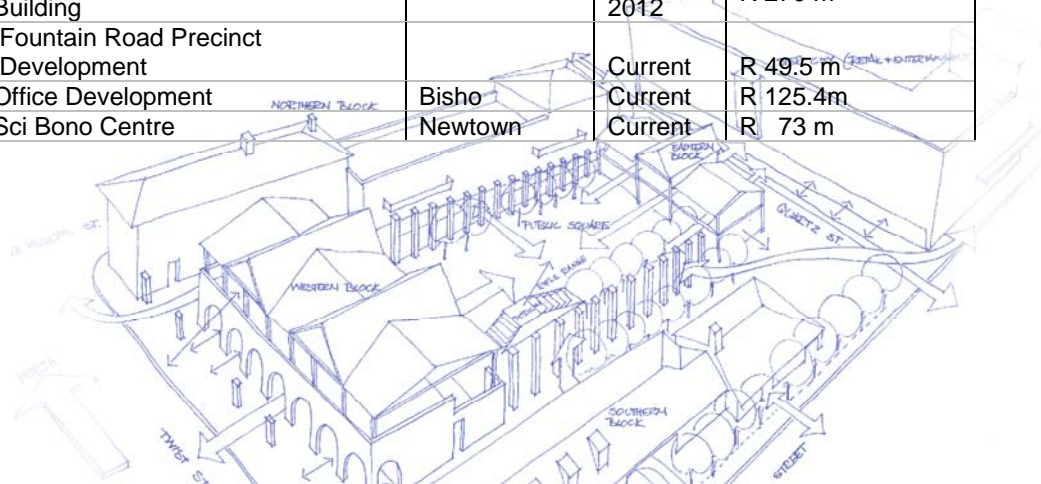 Building
2012
Fountain Road Precinct
Development
Current
R 49.5 m
(RETAIL + ENTERTAINMENT
Office Development
Bisho
Current
R 125.4m
NORTHERN BLOCK
Sci Bono Centre
Newtown
Current
R 73 m
EASTERN
BLOCK
PUBLIC SQUARE
QUARTZ ST.
WESTERN BLOCK
NORTH
SOUTHERN
BLOCK
TWIST ST
STREET